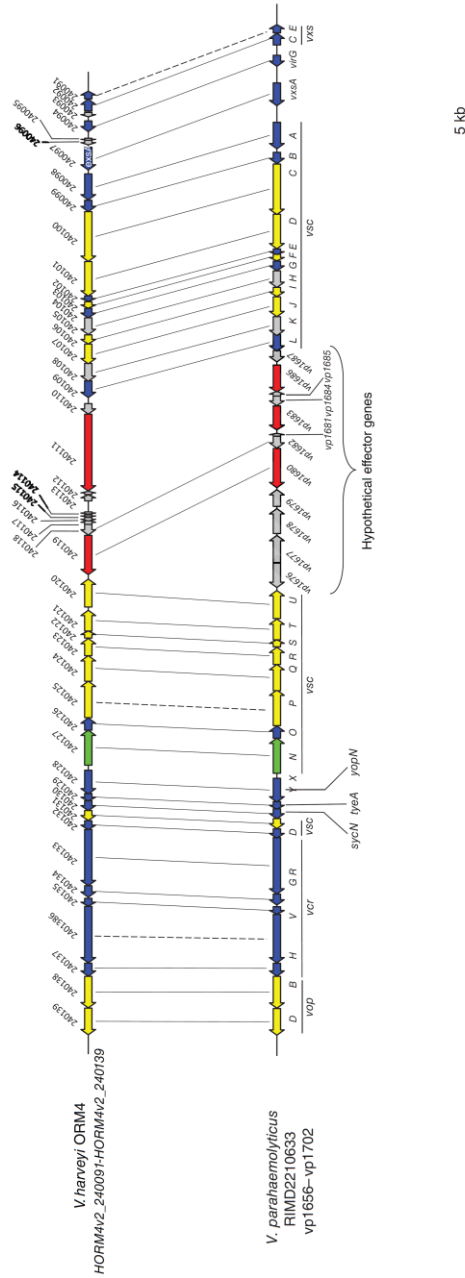 V. harveyi ORM4
HORM4v2_240091-HORM4v2_240139
240139
240138
240137
2401386
240135
240134
240133
240132
240131
240130
240129
240128
240127
240126
240125
240124
240123
240122
240121
240120
240119
240118
240117
240116
240115
240114
240113
240112
240111
240110
240109
240108
240107
240106
240105
240104
240103
240102
240101
240100
240099
240098
240097
240096
240095
240094
240093
240092
240091
V. parahaemolyticus
RIMD2210633
vp1656–vp1702
D B
vop
H V G R
vcr
D
vsc
sycN
tyeA
yopN
Y X
N O P Q R S T U
vsc
vp1676
vp1677
vp1678
vp1679
vp1680
vp1682
vp1681
vp1683
vp1684
vp1685
vp1686
vp1687
Hypothetical effector genes
L K J I H G F E D C B A
vsc
vxsA
virG
C E
vxs
5 kb